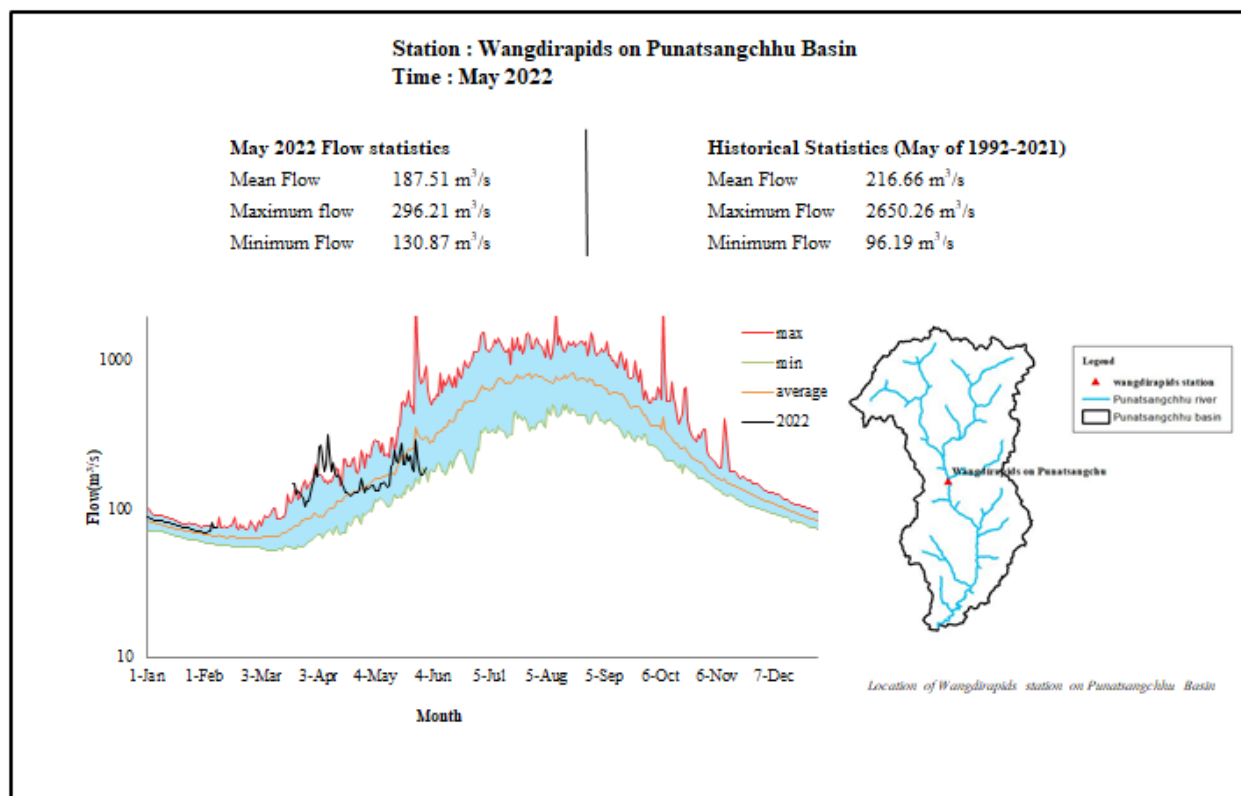 Station : Wangdirapids on Punatsangchhu Basin
Time : May 2022
May 2022 Flow statistics
Mean Flow 187.51 m³/s
Maximum flow 296.21 m³/s
Minimum Flow 130.87 m³/s
Historical Statistics (May of 1992-2021)
Mean Flow 216.66 m³/s
Maximum Flow 2650.26 m³/s
Minimum Flow 96.19 m³/s
Flow(m³/s)
1000
100
10
1-Jan 1-Feb 3-Mar 3-Apr 4-May 4-Jun 5-Jul 5-Aug 5-Sep 6-Oct 6-Nov 7-Dec
Month
max
min
average
2022
Legend
wangdirapids station
Punatsangchhu river
Punatsangchhu basin
Wangdirapids on Punatsangchu
Location of Wangdirapids station on Punatsangchhu Basin